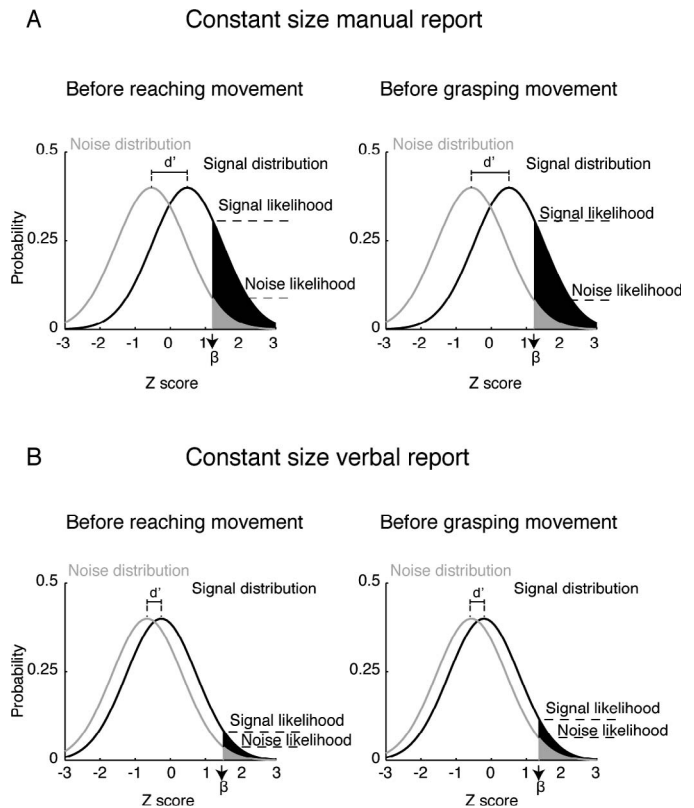 A
Constant size manual report
Before reaching movement
Noise distribution
d'
Signal distribution
Signal likelihood
Noise likelihood
Probability
0.5
0.25
0
-3 -2 -1 0 1 2 3
β
Z score
Before grasping movement
Noise distribution
d'
Signal distribution
Signal likelihood
Noise likelihood
0.5
0.25
0
-3 -2 -1 0 1 2 3
β
Z score
B
Constant size verbal report
Before reaching movement
Noise distribution
d'
Signal distribution
Signal likelihood
Noise likelihood
Probability
0.5
0.25
0
-3 -2 -1 0 1 2 3
β
Z score
Before grasping movement
Noise distribution
d'
Signal distribution
Signal likelihood
Noise likelihood
0.5
0.25
0
-3 -2 -1 0 1 2 3
β
Z score